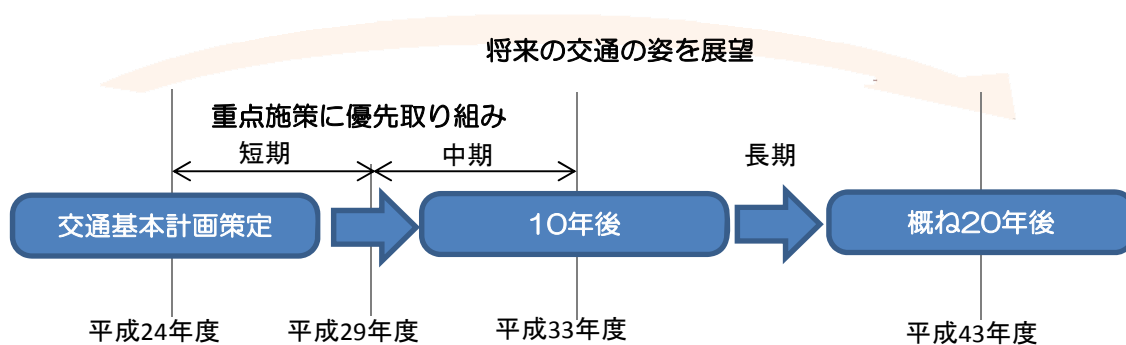 将来の交通の姿を展望
重点施策に優先取り組み
短期
中期
長期
交通基本計画策定
10年後
概ね20年後
平成24年度
平成29年度
平成33年度
平成43年度